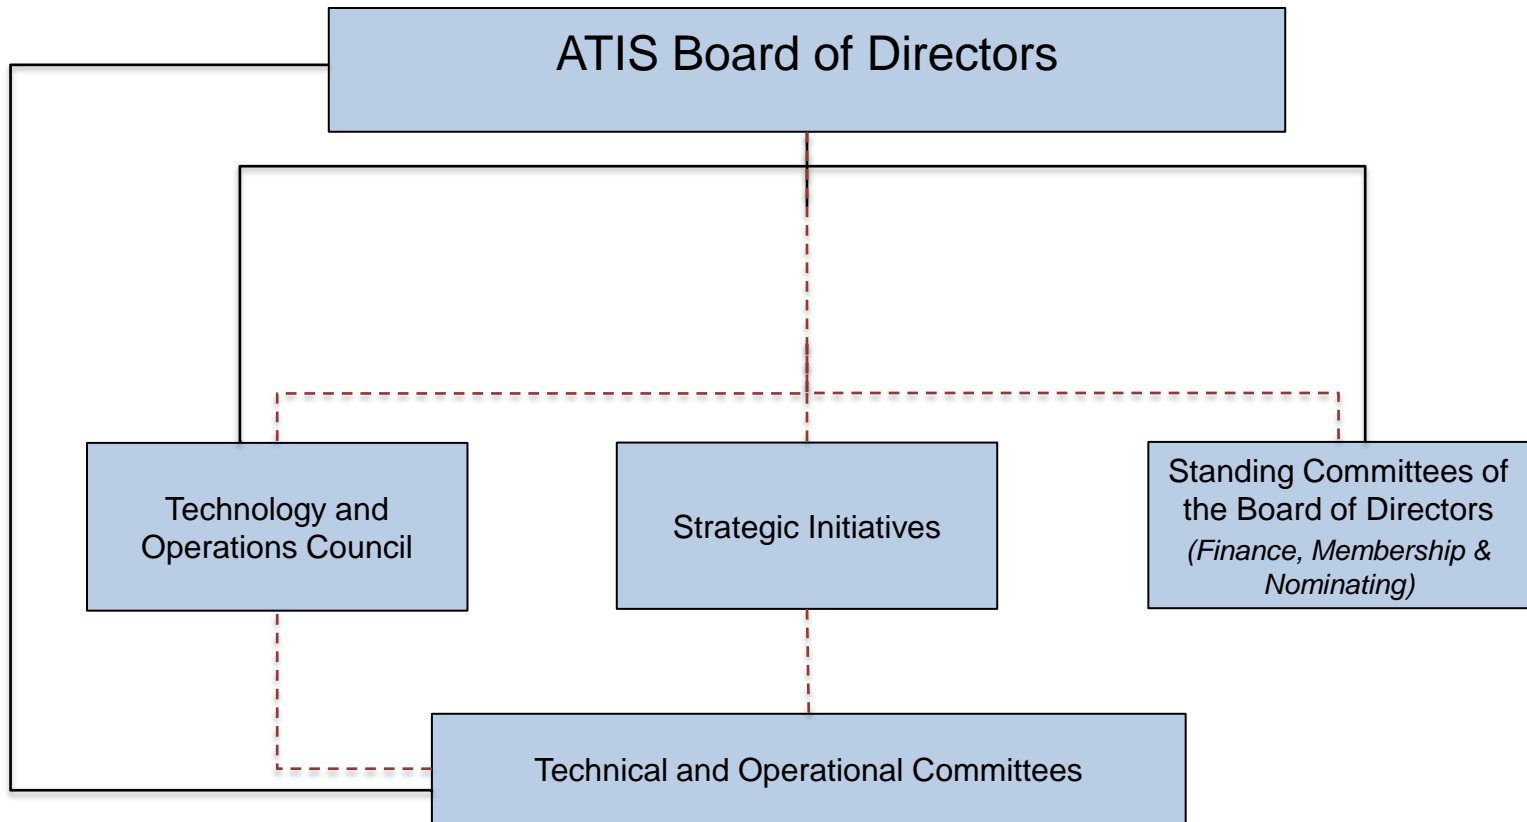 ATIS Board of Directors
Technology and
Operations Council
Strategic Initiatives
Standing Committees of
the Board of Directors
(Finance, Membership &
Nominating)
Technical and Operational Committees